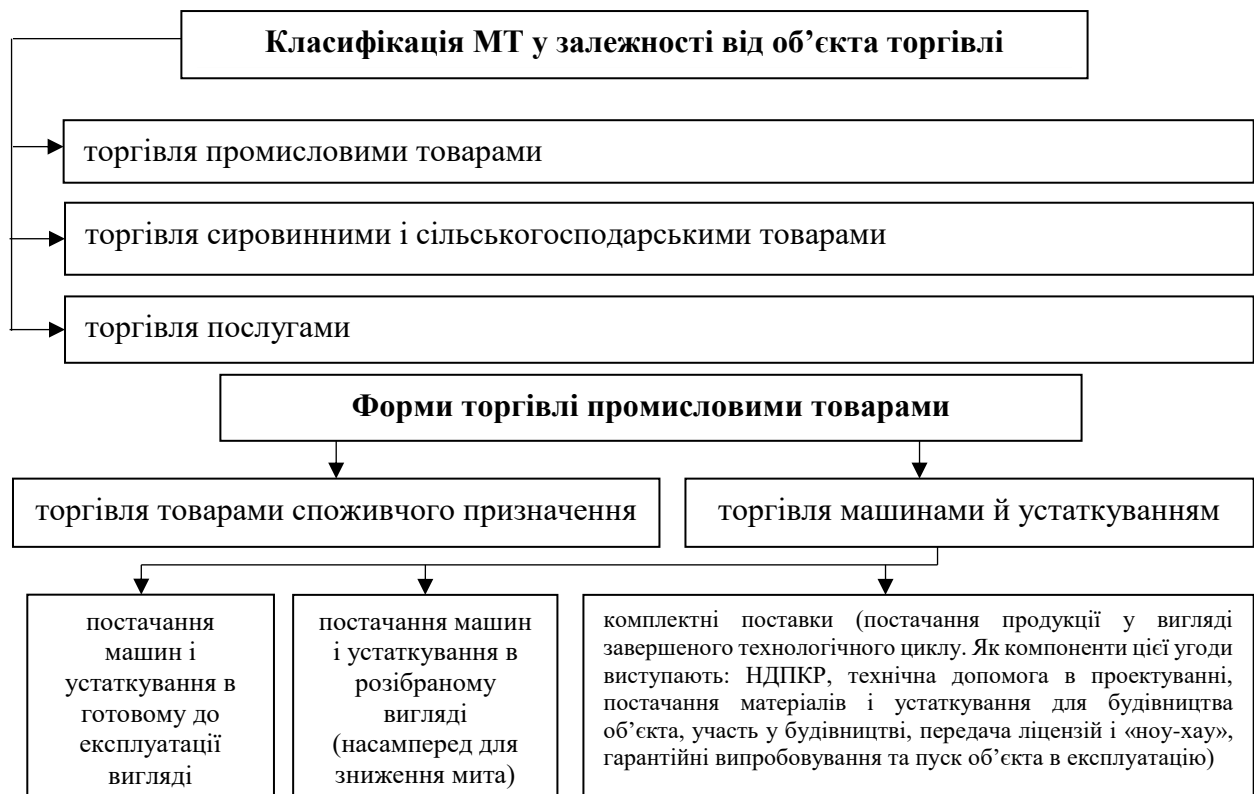 Класифікація МТ у залежності від об’єкта торгівлі
торгівля промисловими товарами
торгівля сировинними і сільськогосподарськими товарами
торгівля послугами
Форми торгівлі промисловими товарами
торгівля товарами споживчого призначення
торгівля машинами й устаткуванням
постачання
машин і
устаткування в
готовому до
експлуатації
вигляді
постачання машин
і устаткування в
розібраному
вигляді
(насамперед для
зниження мита)
комплектні поставки (постачання продукції у вигляді
завершеного технологічного циклу. Як компоненти цієї угоди
виступають: НДПКР, технічна допомога в проектуванні,
постачання матеріалів і устаткування для будівництва
об’єкта, участь у будівництві, передача ліцензій і «ноу-хау»,
гарантійні випробовування та пуск об’єкта в експлуатацію)